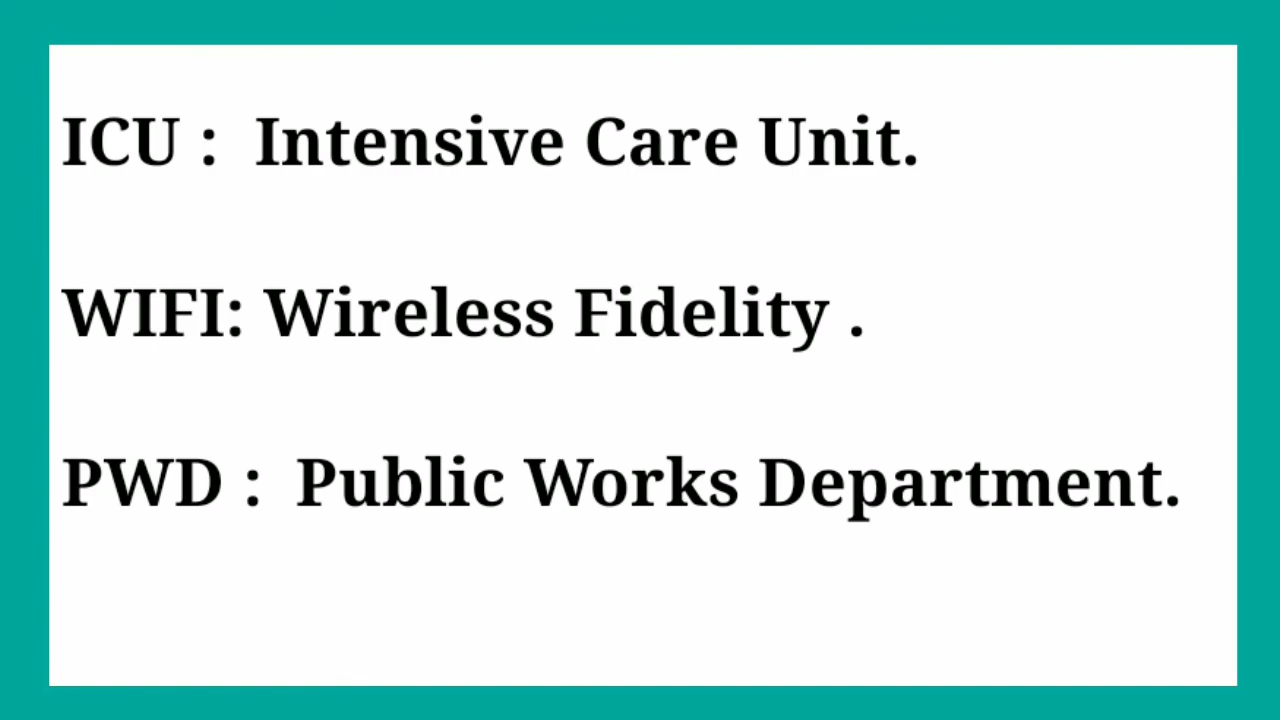 ICU :  Intensive Care Unit.
WIFI: Wireless Fidelity .
PWD :  Public Works Department.